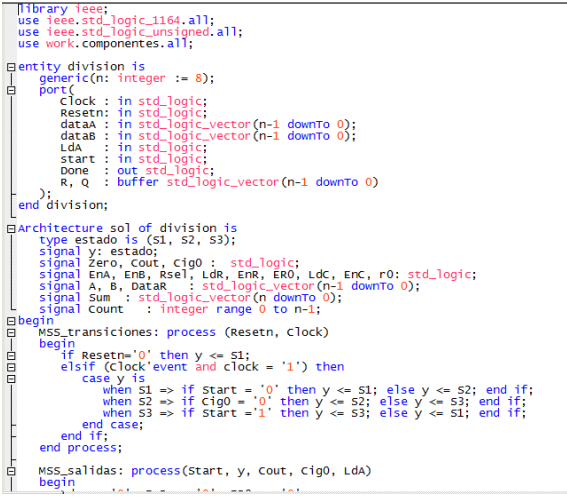 library ieee;
use ieee.std_logic_1164.all;
use ieee.std_logic_unsigned.all;
use work.componentes.all;
entity division is
generic(n: integer := 8);
port(
Clock : in std_logic;
Resetn: in std_logic;
dataA : in std_logic_vector(n-1 downTo 0);
dataB : in std_logic_vector(n-1 downTo 0);
LdA : in std_logic;
start : in std_logic;
Done : out std_logic;
R, Q : buffer std_logic_vector(n-1 downTo 0)
);
end division;
Architecture sol of division is
type estado is (S1, S2, S3);
signal y: estado;
signal Zero, Cout, Cig0 : std_logic;
signal EnA, EnB, Rsel, LdR, EnR, ER0, LdC, EnC, r0: std_logic;
signal A, B, DataR : std_logic_vector(n-1 downTo 0);
signal Sum : std_logic_vector(n downTo 0);
signal Count : integer range 0 to n-1;
begin
MSS_transiciones: process (Resetn, Clock)
begin
if Resetn='0' then y <= S1;
elsif (Clock'event and clock = '1') then
case y is
when S1 => if Start = '0' then y <= S1; else y <= S2; end if;
when S2 => if Cig0 = '0' then y <= S2; else y <= S3; end if;
when S3 => if Start ='1' then y <= S3; else y <= S1; end if;
end case;
end if;
end process;
MSS_salidas: process(Start, y, Cout, Cig0, LdA)
begin